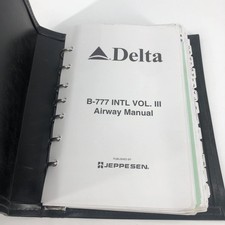 Delta
B-777 INTL VOL. III
Airway Manual
PUBLISHED BY
JEPPESEN.